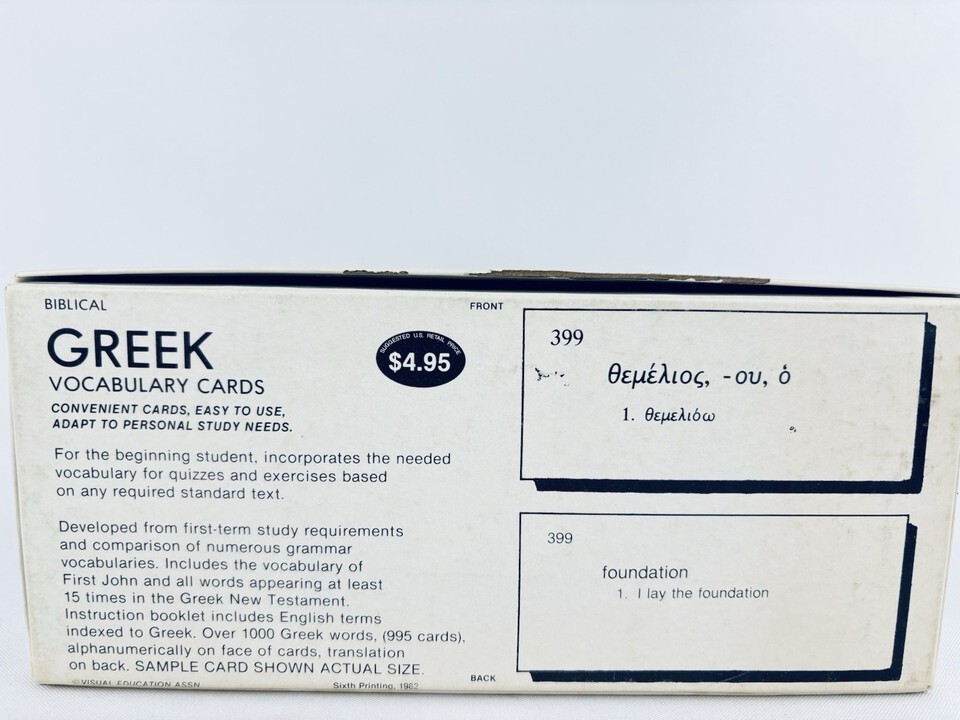 BIBLICAL
GREEK
VOCABULARY CARDS
SUGGESTED U.S. RETAIL PRICE
$4.95
CONVENIENT CARDS, EASY TO USE,
ADAPT TO PERSONAL STUDY NEEDS.
For the beginning student, incorporates the needed
vocabulary for quizzes and exercises based
on any required standard text.
Developed from first-term study requirements
and comparison of numerous grammar
vocabularies. Includes the vocabulary of
First John and all words appearing at least
15 times in the Greek New Testament.
Instruction booklet includes English terms
indexed to Greek. Over 1000 Greek words, (995 cards),
alphanumerically on face of cards, translation
on back. SAMPLE CARD SHOWN ACTUAL SIZE.
© VISUAL EDUCATION ASSN
Sixth Printing, 1982
FRONT
399
θεμέλιος, -ου, ὁ
1. θεμελιόω
399
foundation
1. I lay the foundation
BACK